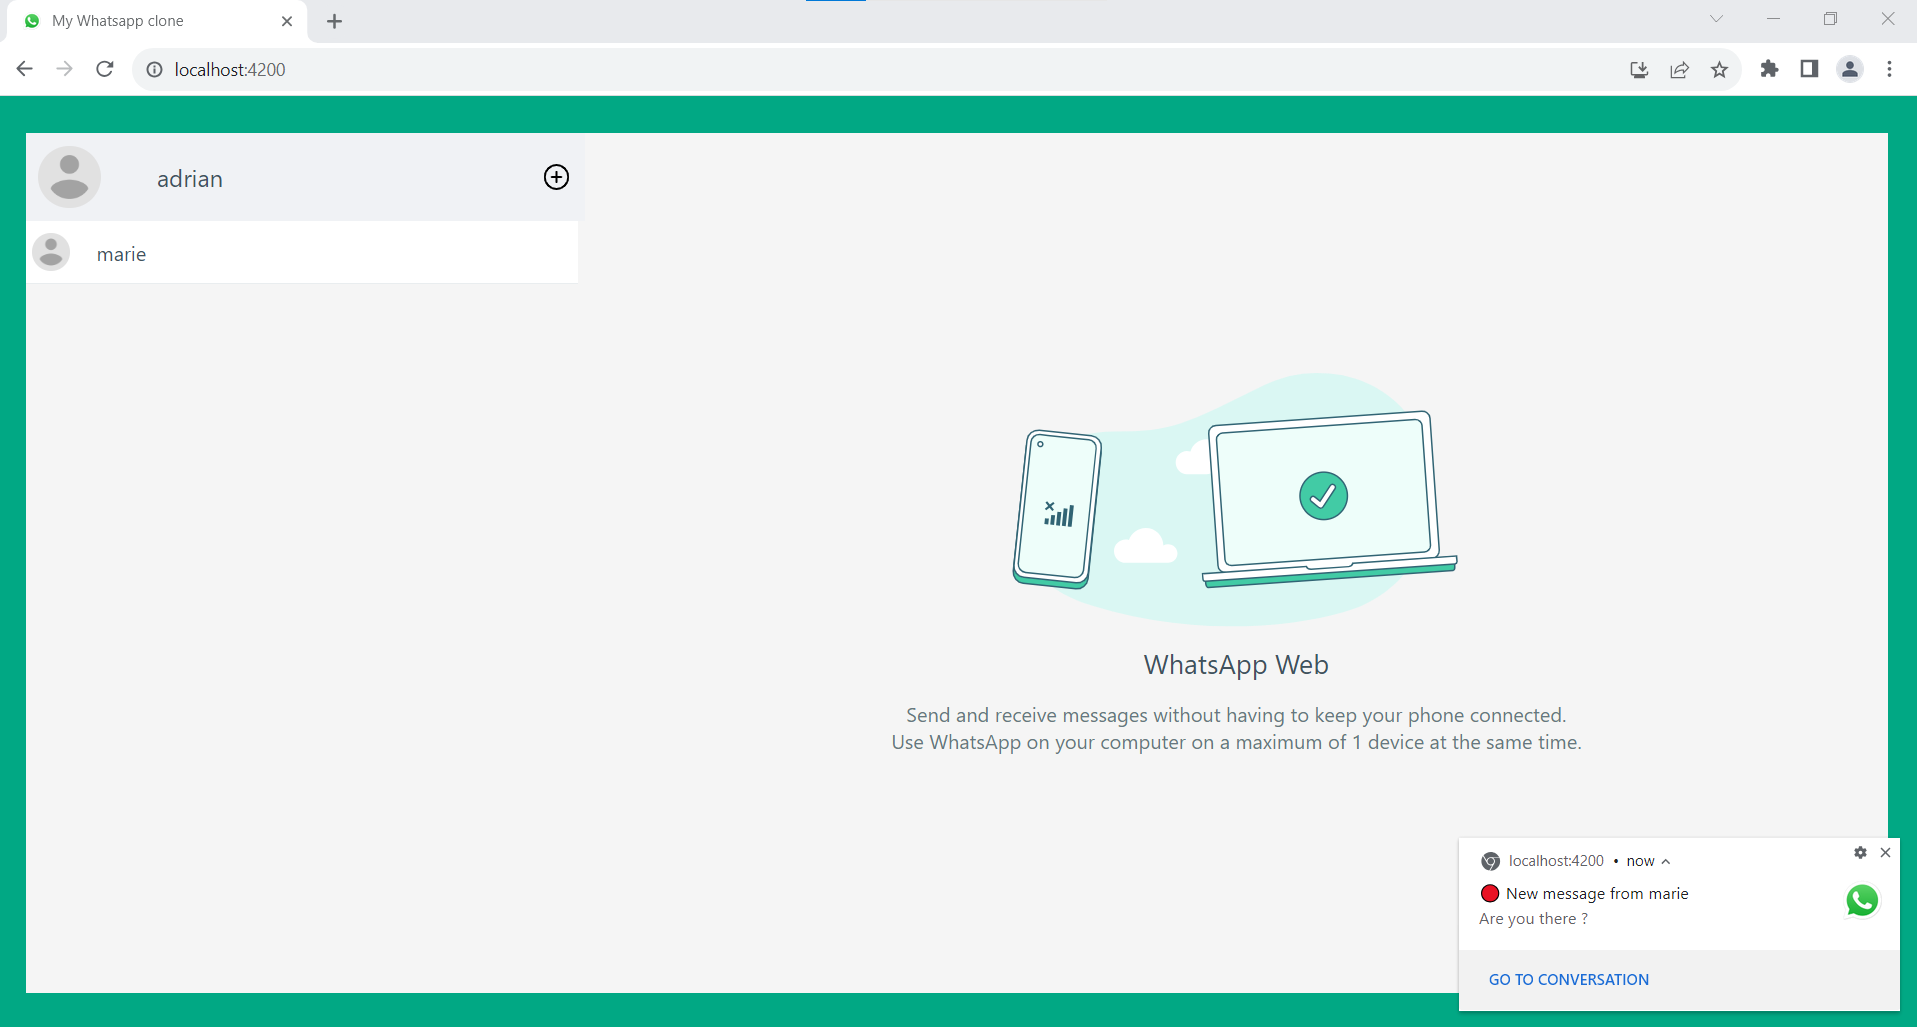 My Whatsapp clone
localhost:4200
adrian
marie
WhatsApp Web
Send and receive messages without having to keep your phone connected.
Use WhatsApp on your computer on a maximum of 1 device at the same time.
localhost:4200 • now
New message from marie
Are you there ?
GO TO CONVERSATION